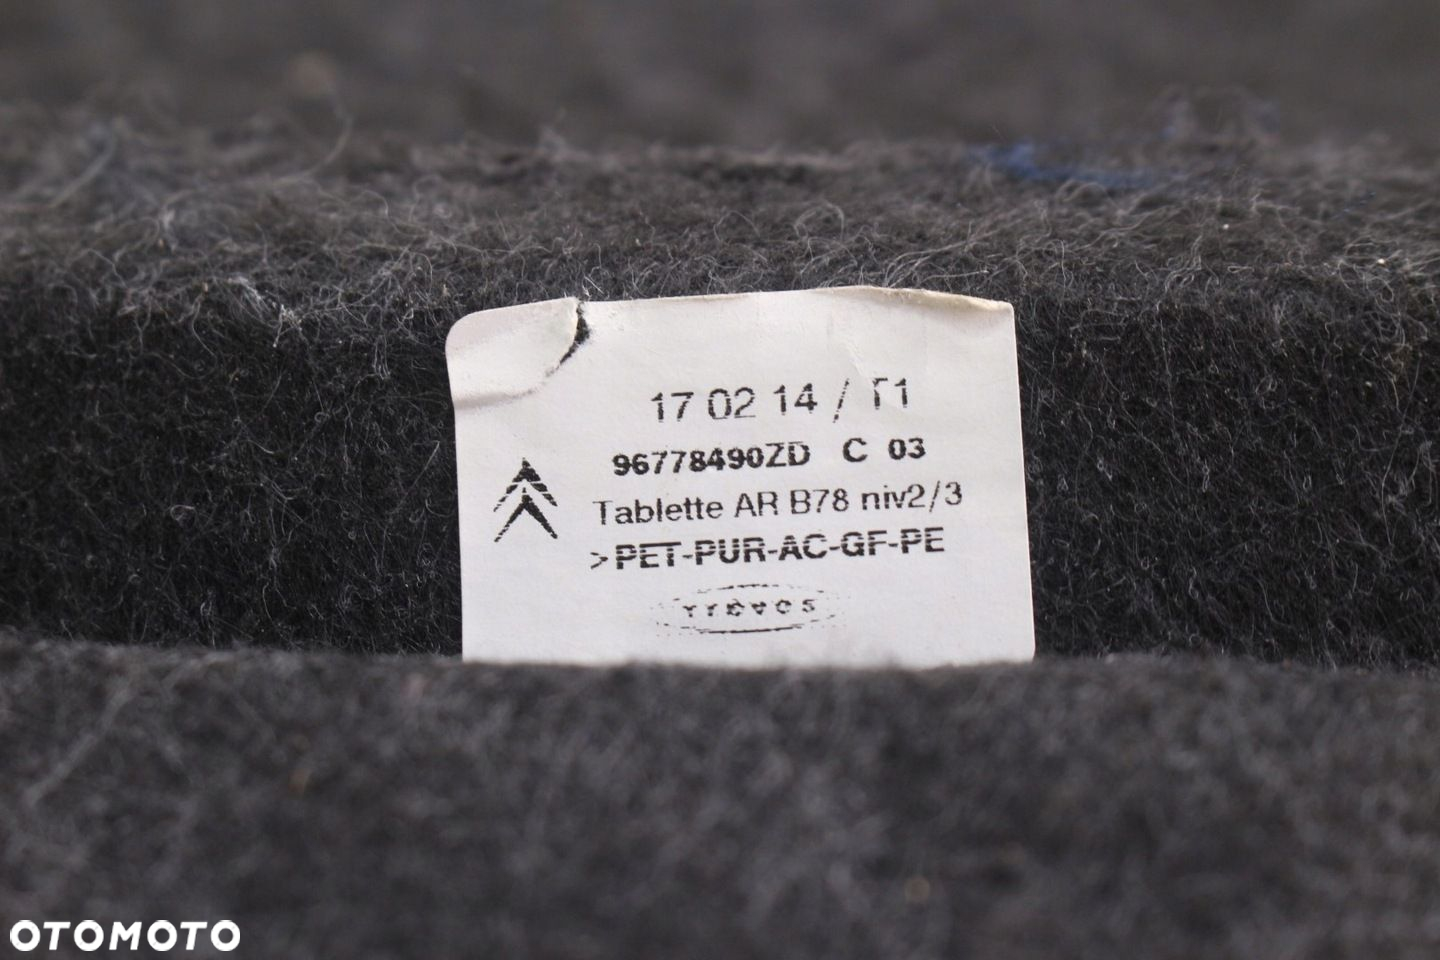 17 02 14 / T1
96778490ZD C 03
Tablette AR B78 niv2/3
>PET-PUR-AC-GF-PE
OTOMOTO